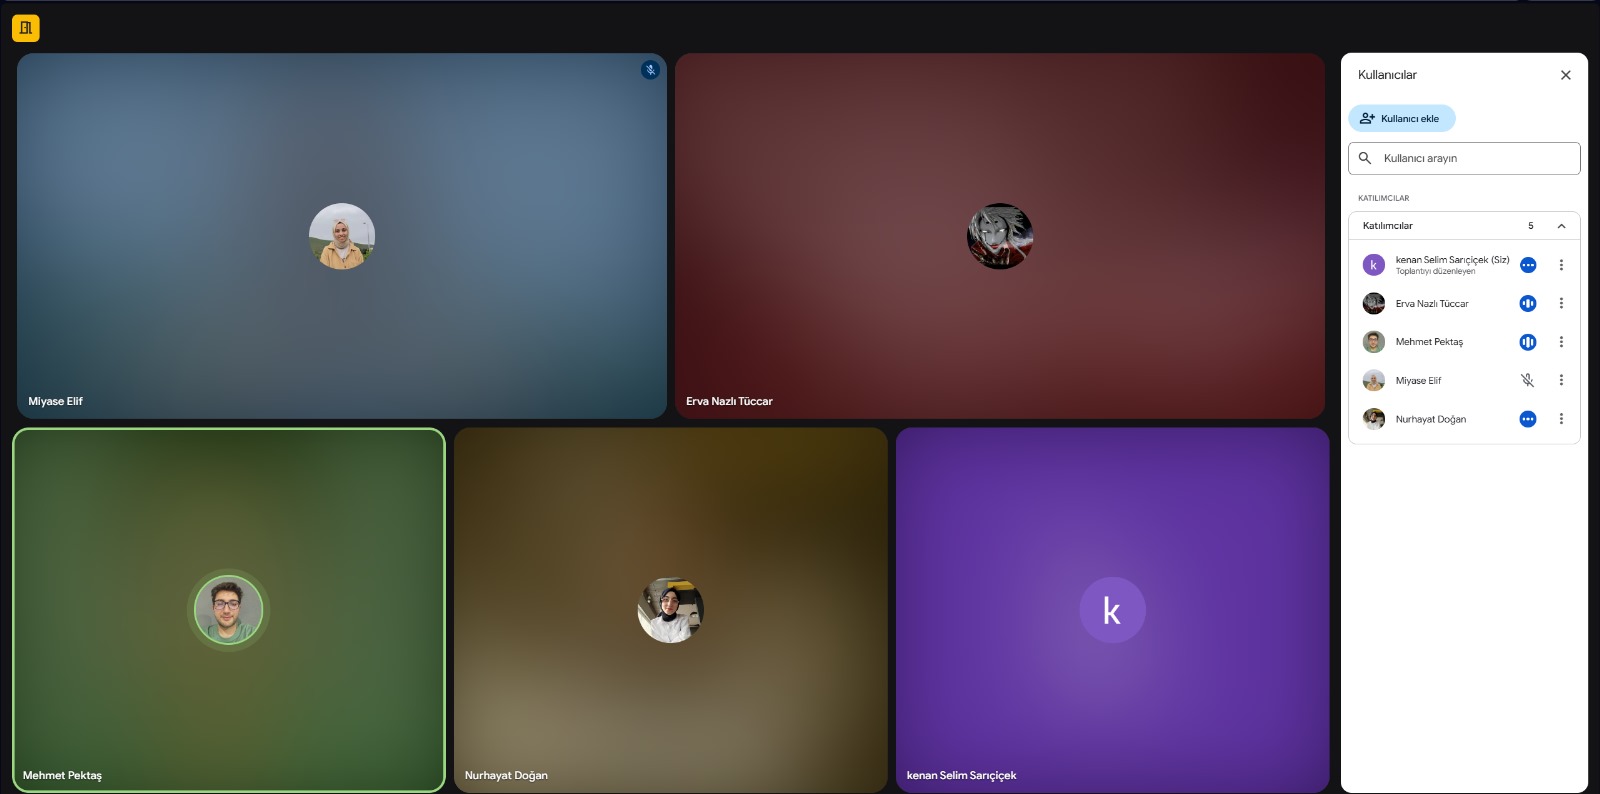 Miyase Elif
Erva Nazlı Tüccar
Mehmet Pektaş
Nurhayat Doğan
k
kenan Selim Sarıçiçek
Kullanıcılar
Kullanıcı ekle
Kullanıcı arayın
KATILIMCILAR
Katılımcılar 5
k
kenan Selim Sarıçiçek (Siz)
Toplantıyı düzenleyen
Erva Nazlı Tüccar
Mehmet Pektaş
Miyase Elif
Nurhayat Doğan